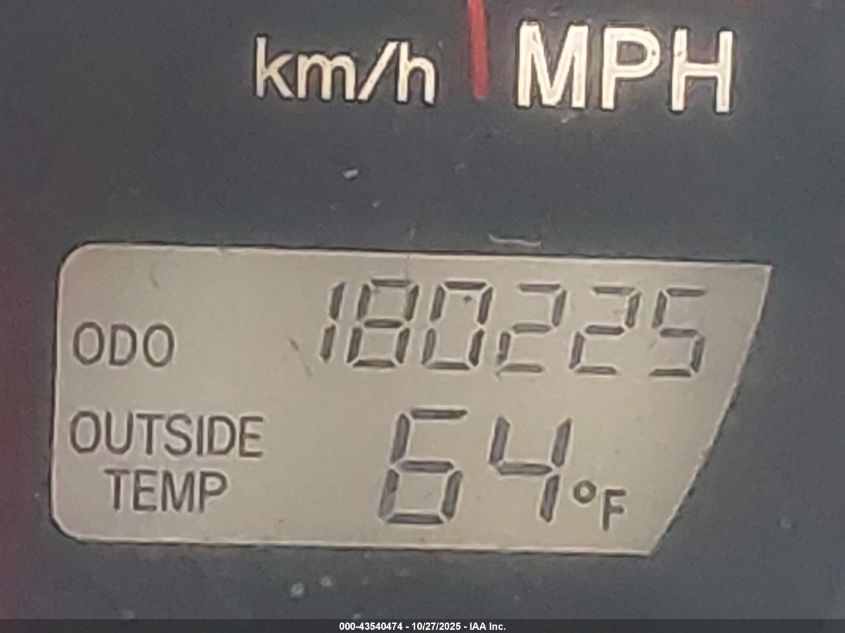 km/h MPH
ODO 180225
OUTSIDE TEMP 64°F
000-43540474 - 10/27/2025 - IAA Inc.